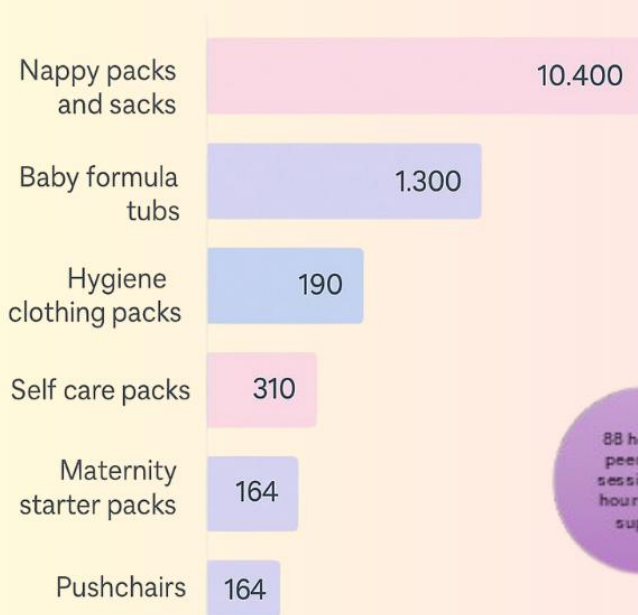 Nappy packs
and sacks
10.400
Baby formula
tubs
1.300
Hygiene
clothing packs
190
Self care packs
310
Maternity
starter packs
164
Pushchairs
164
88